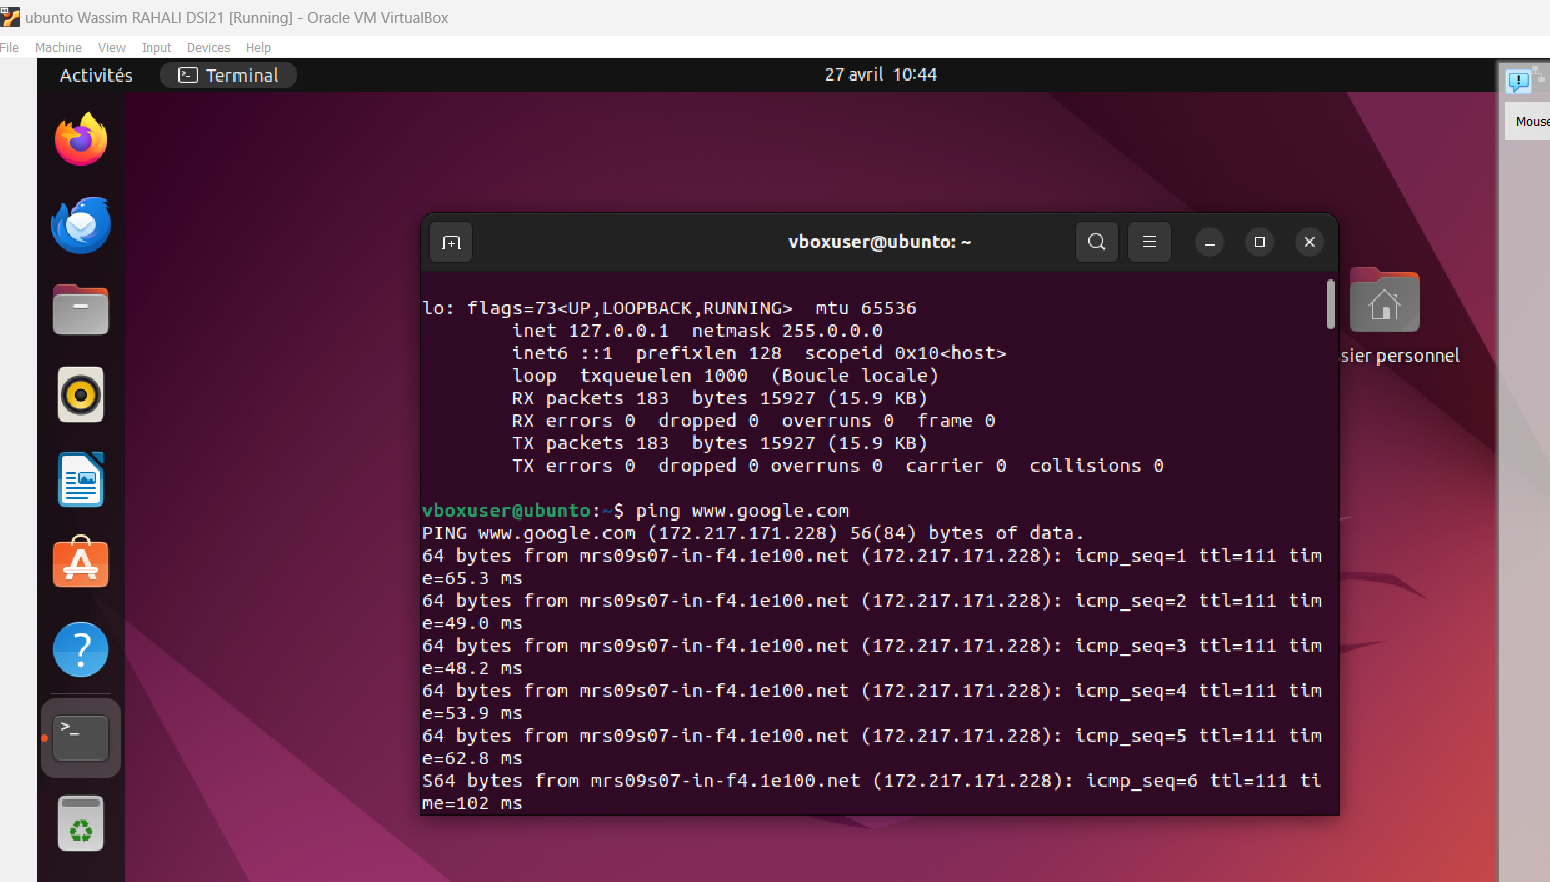 ubunto Wassim RAHALI DSI21 [Running] - Oracle VM VirtualBox
File Machine View Input Devices Help
Activités Terminal 27 avril 10:44
Mouse
vboxuser@ubunto: ~
lo: flags=73<UP,LOOPBACK,RUNNING>  mtu 65536
inet 127.0.0.1  netmask 255.0.0.0
inet6 ::1  prefixlen 128  scopeid 0x10<host>
loop  txqueuelen 1000  (Boucle locale)
RX packets 183  bytes 15927 (15.9 KB)
RX errors 0  dropped 0  overruns 0  frame 0
TX packets 183  bytes 15927 (15.9 KB)
TX errors 0  dropped 0 overruns 0  carrier 0  collisions 0
vboxuser@ubunto:~$ ping www.google.com
PING www.google.com (172.217.171.228) 56(84) bytes of data.
64 bytes from mrs09s07-in-f4.1e100.net (172.217.171.228): icmp_seq=1 ttl=111 tim
e=65.3 ms
64 bytes from mrs09s07-in-f4.1e100.net (172.217.171.228): icmp_seq=2 ttl=111 tim
e=49.0 ms
64 bytes from mrs09s07-in-f4.1e100.net (172.217.171.228): icmp_seq=3 ttl=111 tim
e=48.2 ms
64 bytes from mrs09s07-in-f4.1e100.net (172.217.171.228): icmp_seq=4 ttl=111 tim
e=53.9 ms
64 bytes from mrs09s07-in-f4.1e100.net (172.217.171.228): icmp_seq=5 ttl=111 tim
e=62.8 ms
S64 bytes from mrs09s07-in-f4.1e100.net (172.217.171.228): icmp_seq=6 ttl=111 ti
me=102 ms
sier personnel